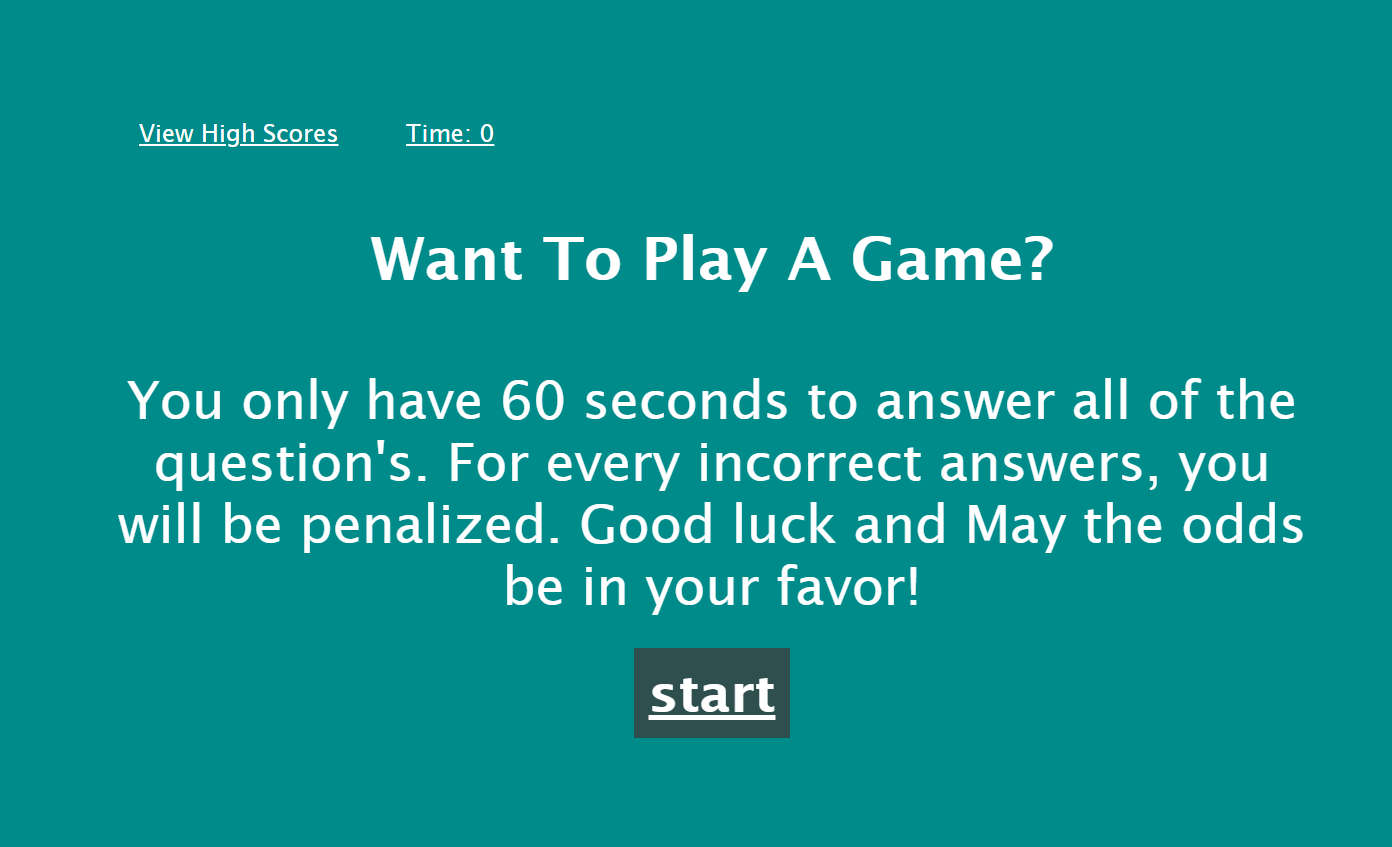 View High Scores Time: 0
Want To Play A Game?
You only have 60 seconds to answer all of the
question's. For every incorrect answers, you
will be penalized. Good luck and May the odds
be in your favor!
start